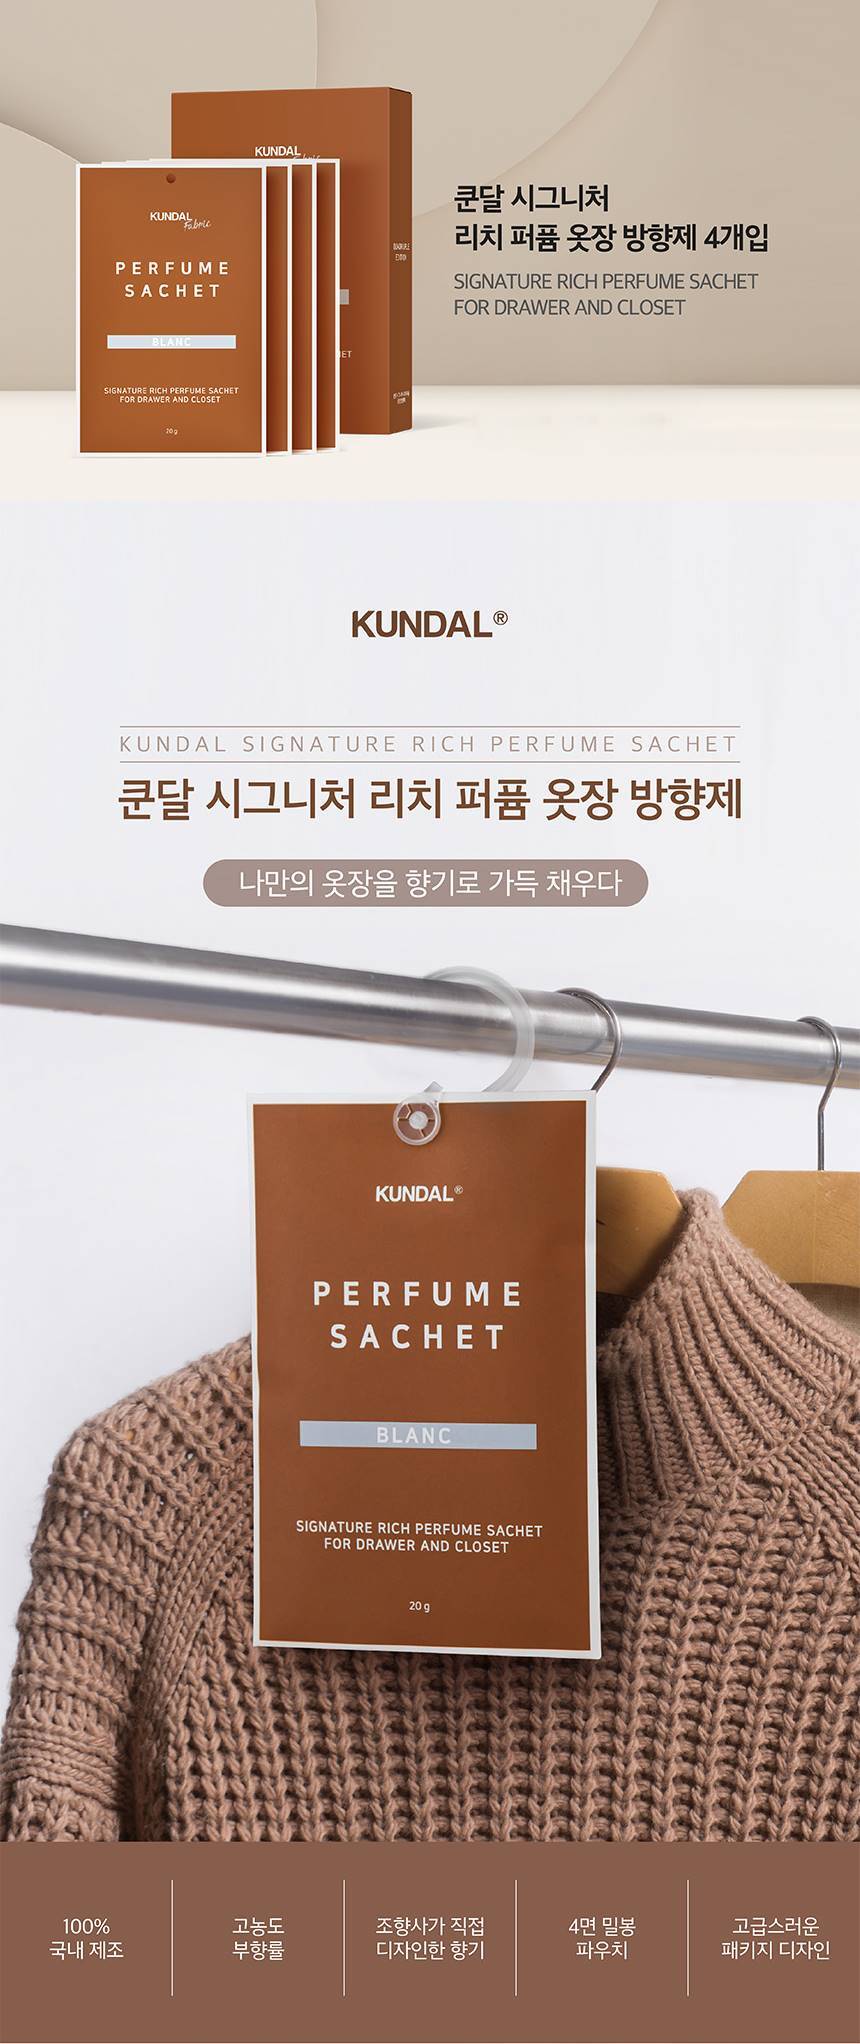 KUNDAL
Fabric
KUNDAL
Fabric
PERFUME
SACHET
BLANC
SIGNATURE RICH PERFUME SACHET
FOR DRAWER AND CLOSET
20 g
쿤달 시그니처
리치 퍼퓸 옷장 방향제 4개입
SIGNATURE RICH PERFUME SACHET
FOR DRAWER AND CLOSET
KUNDAL®
KUNDAL SIGNATURE RICH PERFUME SACHET
쿤달 시그니처 리치 퍼퓸 옷장 방향제
나만의 옷장을 향기로 가득 채우다
KUNDAL®
PERFUME
SACHET
BLANC
SIGNATURE RICH PERFUME SACHET
FOR DRAWER AND CLOSET
20 g
100%
국내 제조
고농도
부향률
조향사가 직접
디자인한 향기
4면 밀봉
파우치
고급스러운
패키지 디자인